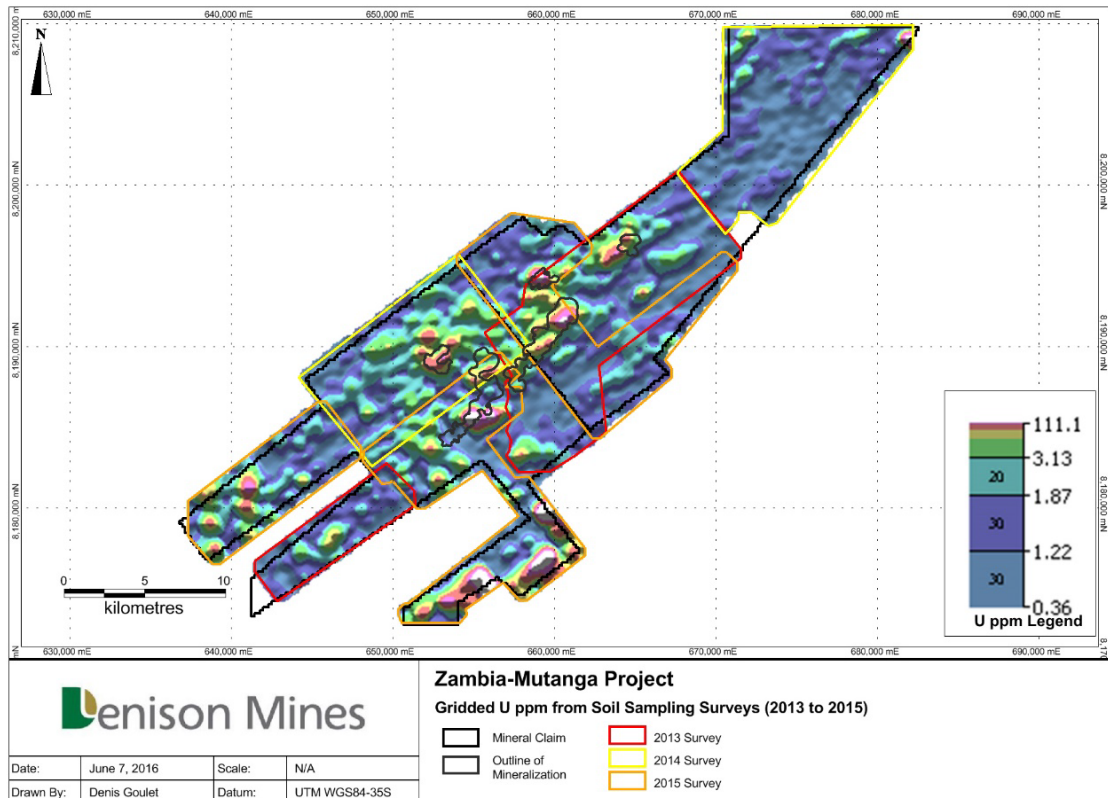 630,000 mE 640,000 mE 650,000 mE 660,000 mE 670,000 mE 680,000 mE 690,000 mE
8,210,000 mN
N
8,200,000 mN
8,200,000 mN
8,190,000 mN
8,190,000 mN
8,180,000 mN
8,180,000 mN
111.1
3.13
20
1.87
30
1.22
30
0.36
U ppm Legend
0 5 10
kilometres
mN
8,170
630,000 mE 640,000 mE 650,000 mE 660,000 mE 670,000 mE 680,000 mE 690,000 mE
Denison Mines
Date: June 7, 2016 Scale: N/A
Drawn By: Denis Goulet Datum: UTM WGS84-35S
Zambia-Mutanga Project
Gridded U ppm from Soil Sampling Surveys (2013 to 2015)
Mineral Claim
Outline of
Mineralization
2013 Survey
2014 Survey
2015 Survey